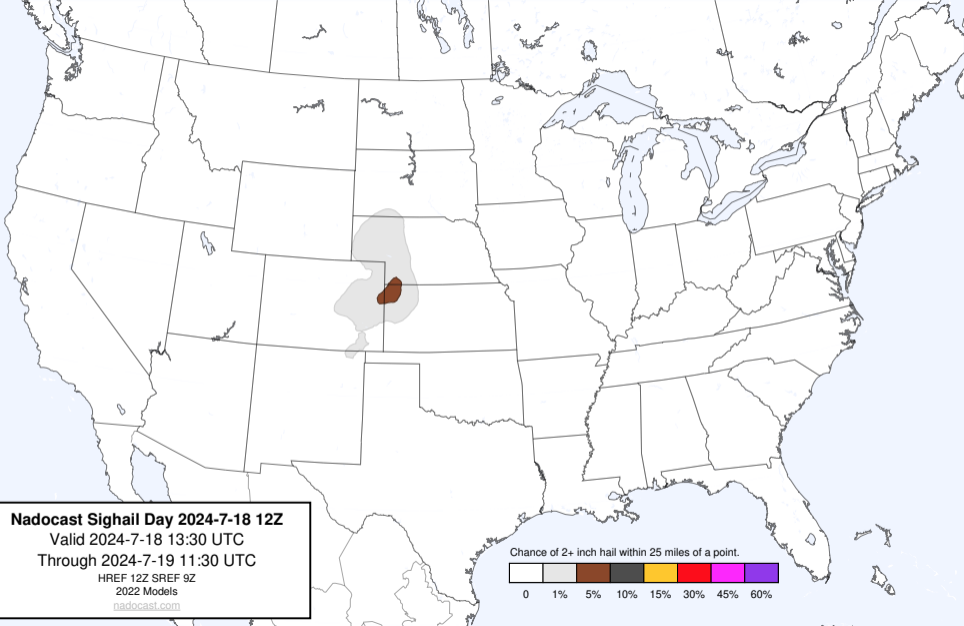 Nadocast Sighail Day 2024-7-18 12Z
Valid 2024-7-18 13:30 UTC
Through 2024-7-19 11:30 UTC
HREF 12Z SREF 9Z
2022 Models
nadocast.com
Chance of 2+ inch hail within 25 miles of a point.
0 1% 5% 10% 15% 30% 45% 60%